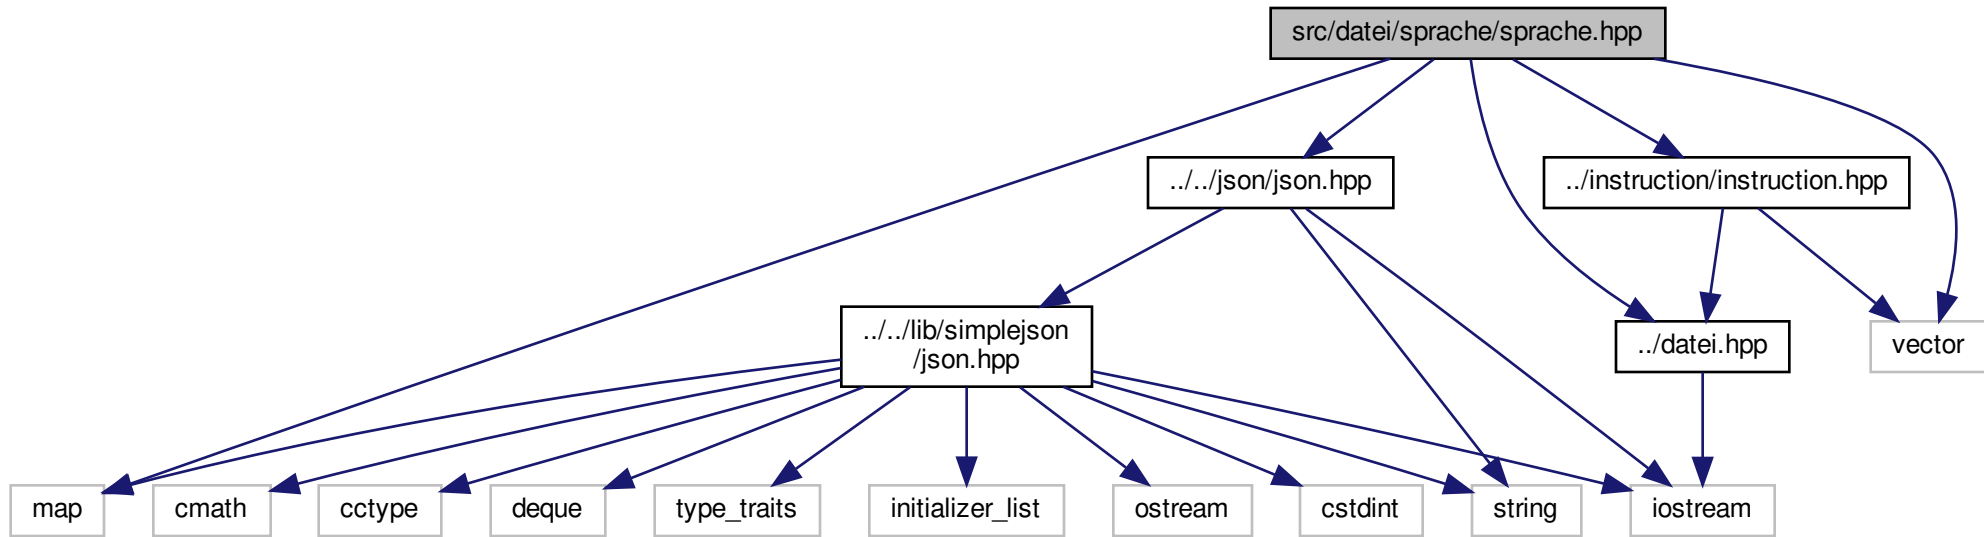 src/datei/sprache/sprache.hpp
../../json/json.hpp
../instruction/instruction.hpp
../../lib/simplejson
/json.hpp
../datei.hpp
vector
map
cmath
cctype
deque
type_traits
initializer_list
ostream
cstdint
string
iostream